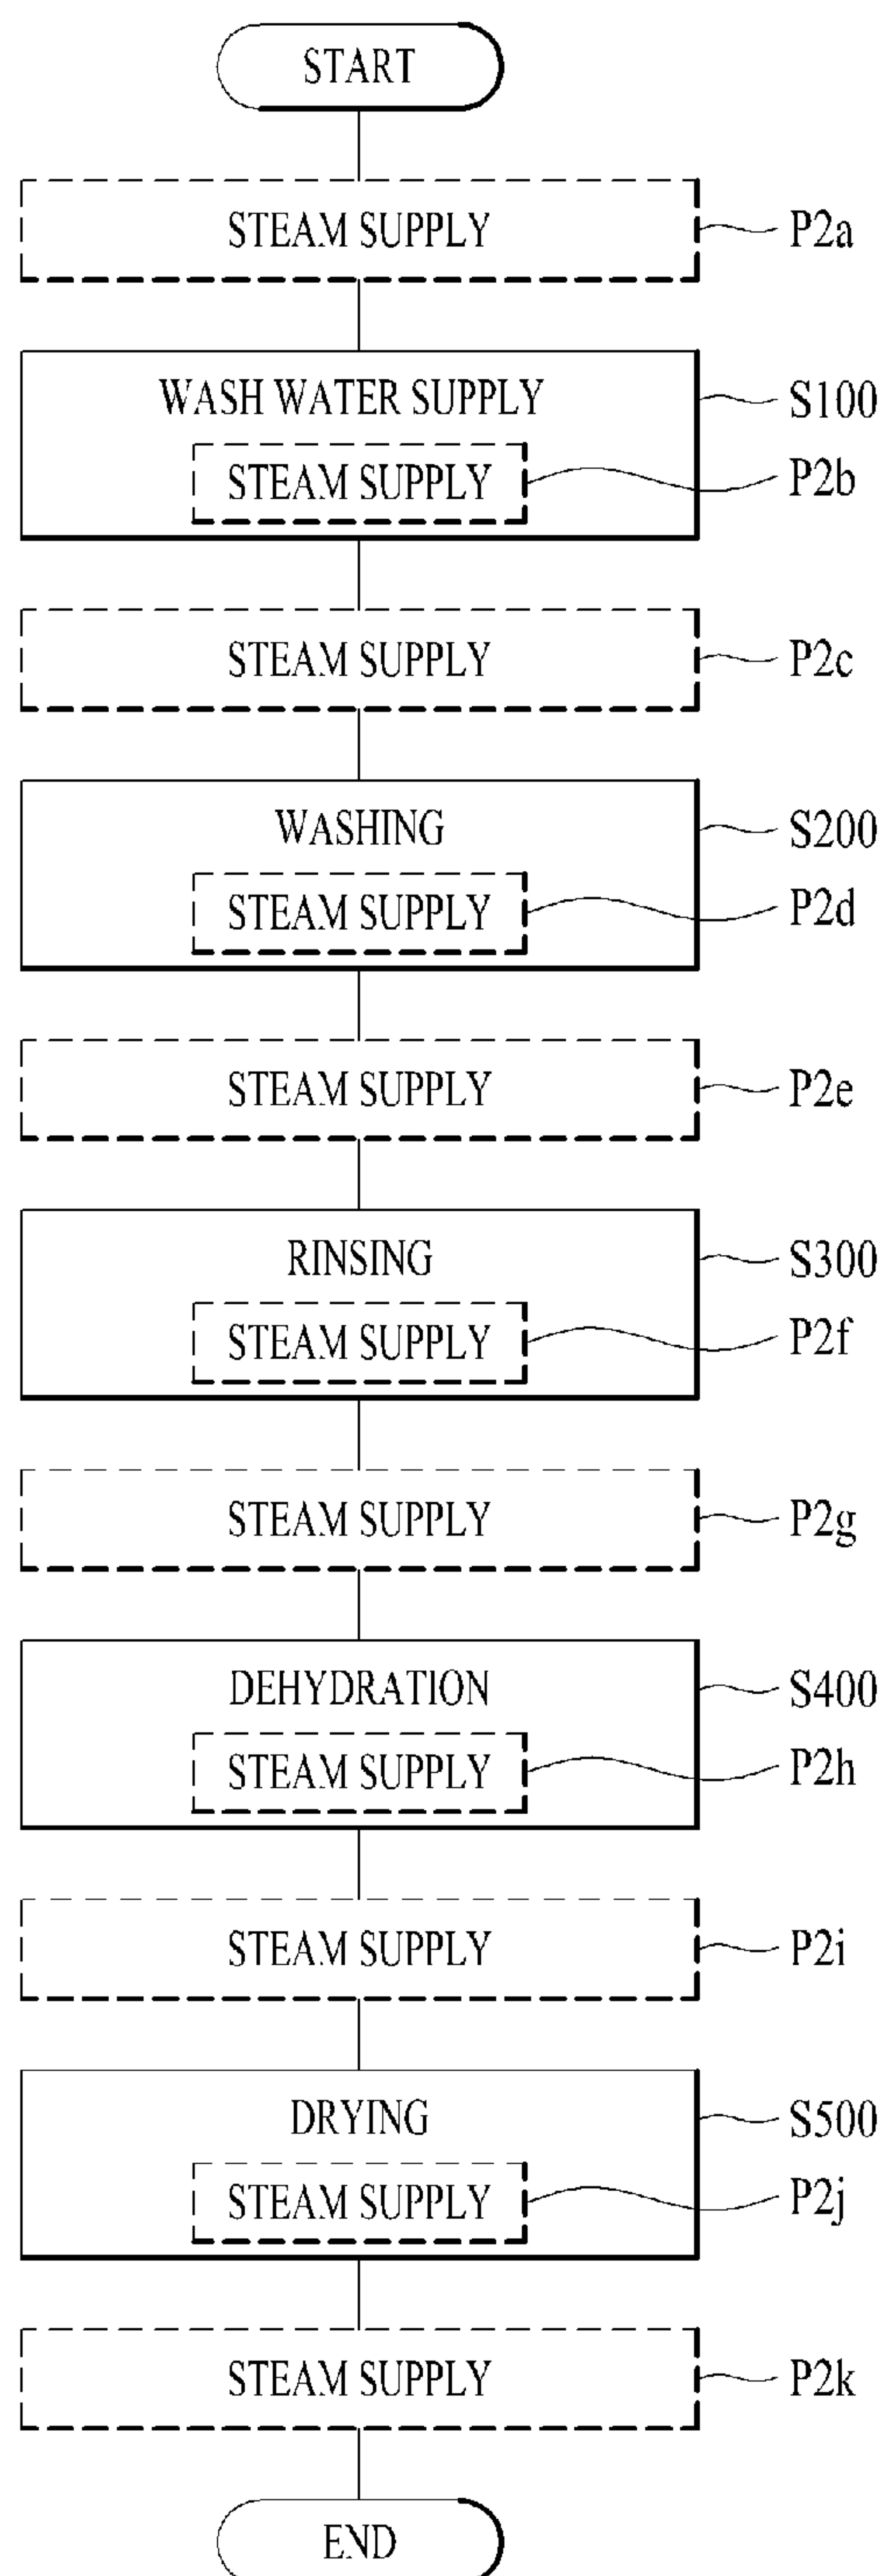 START
STEAM SUPPLY
P2a
WASH WATER SUPPLY
S100
STEAM SUPPLY
P2b
STEAM SUPPLY
P2c
WASHING
S200
STEAM SUPPLY
P2d
STEAM SUPPLY
P2e
RINSING
S300
STEAM SUPPLY
P2f
STEAM SUPPLY
P2g
DEHYDRATION
S400
STEAM SUPPLY
P2h
STEAM SUPPLY
P2i
DRYING
S500
STEAM SUPPLY
P2j
STEAM SUPPLY
P2k
END